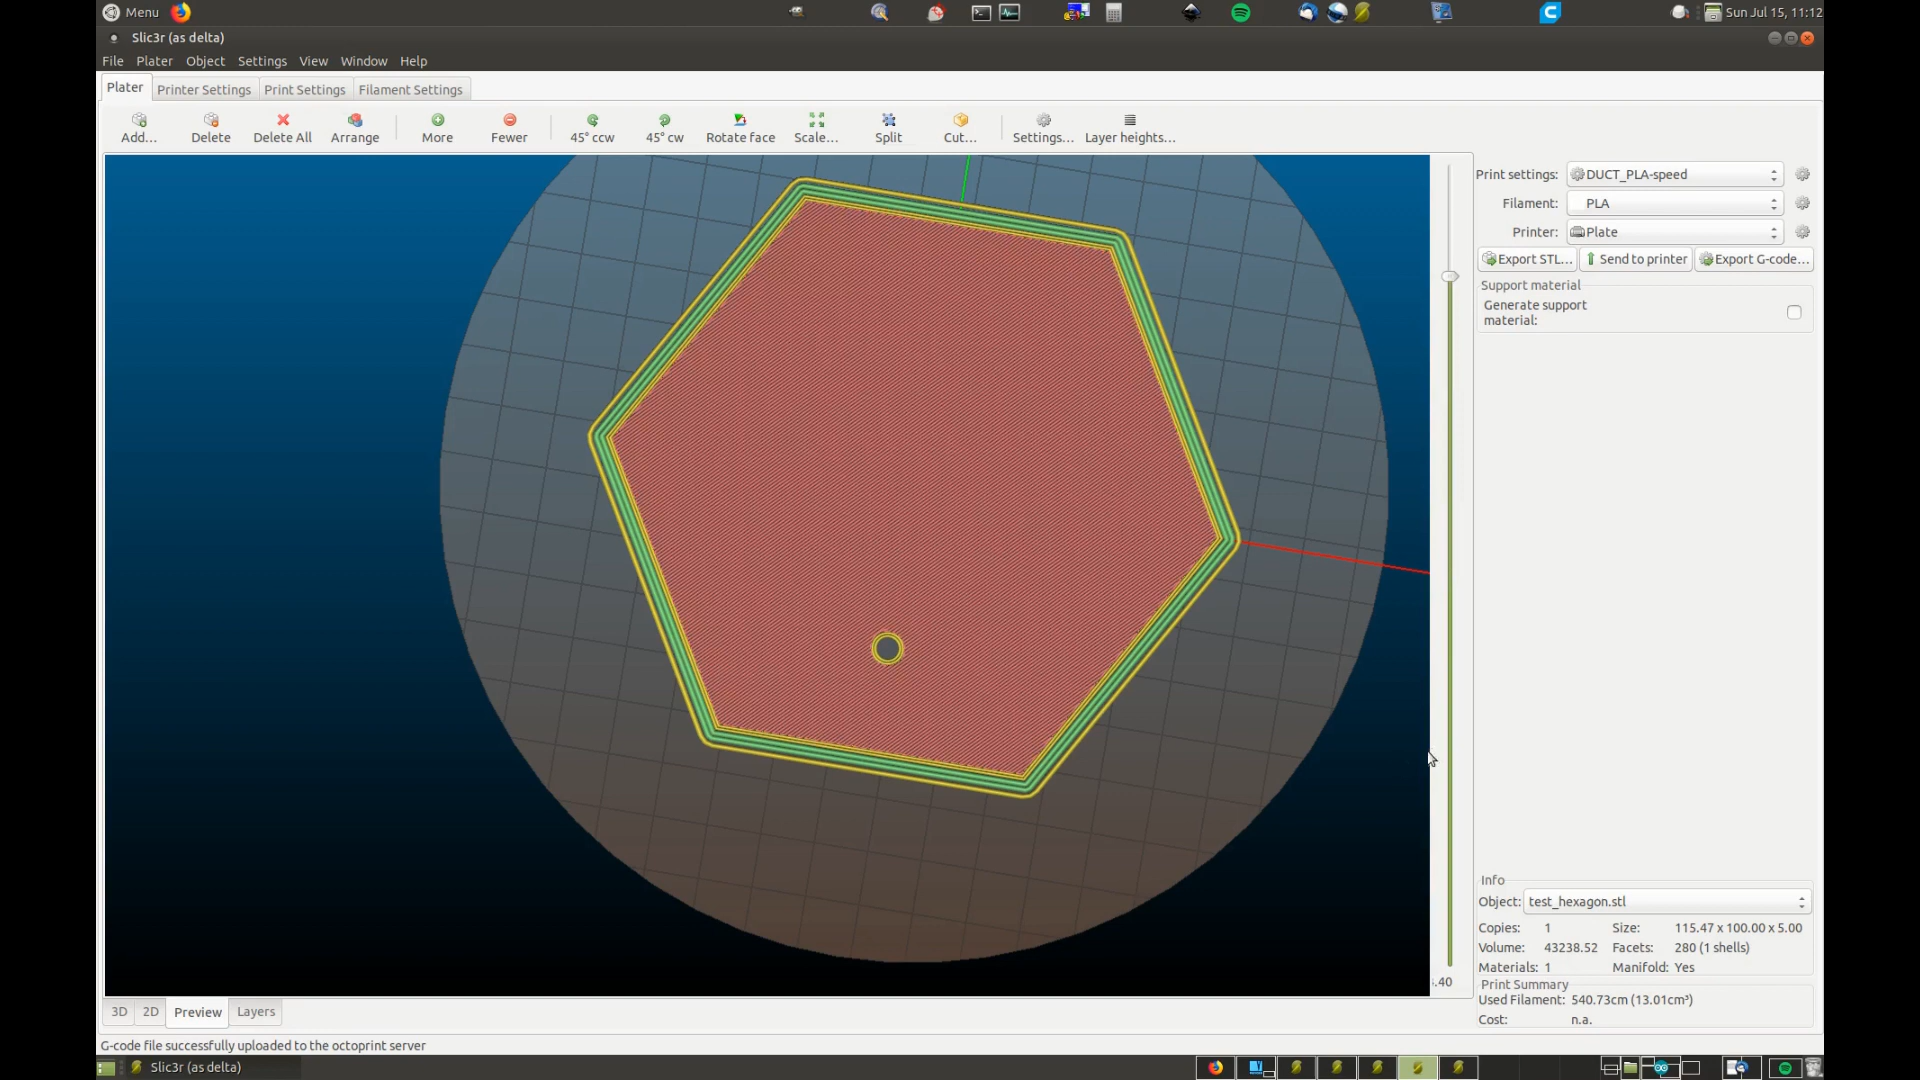 Menu
Sun Jul 15, 11:12
Slic3r (as delta)
File Plater Object Settings View Window Help
Plater Printer Settings Print Settings Filament Settings
Add... Delete Delete All Arrange More Fewer 45° ccw 45° cw Rotate face Scale... Split Cut... Settings... Layer heights...
Print settings: DUCT_PLA-speed
Filament: PLA
Printer: Plate
Export STL... Send to printer Export G-code...
Support material
Generate support
material:
Info
Object: test_hexagon.stl
Copies: 1 Size: 115.47 x 100.00 x 5.00
Volume: 43238.52 Facets: 280 (1 shells)
Materials: 1 Manifold: Yes
.40
Print Summary
Used Filament: 540.73cm (13.01cm³)
Cost: n.a.
3D 2D Preview Layers
G-code file successfully uploaded to the octoprint server
Slic3r (as delta)